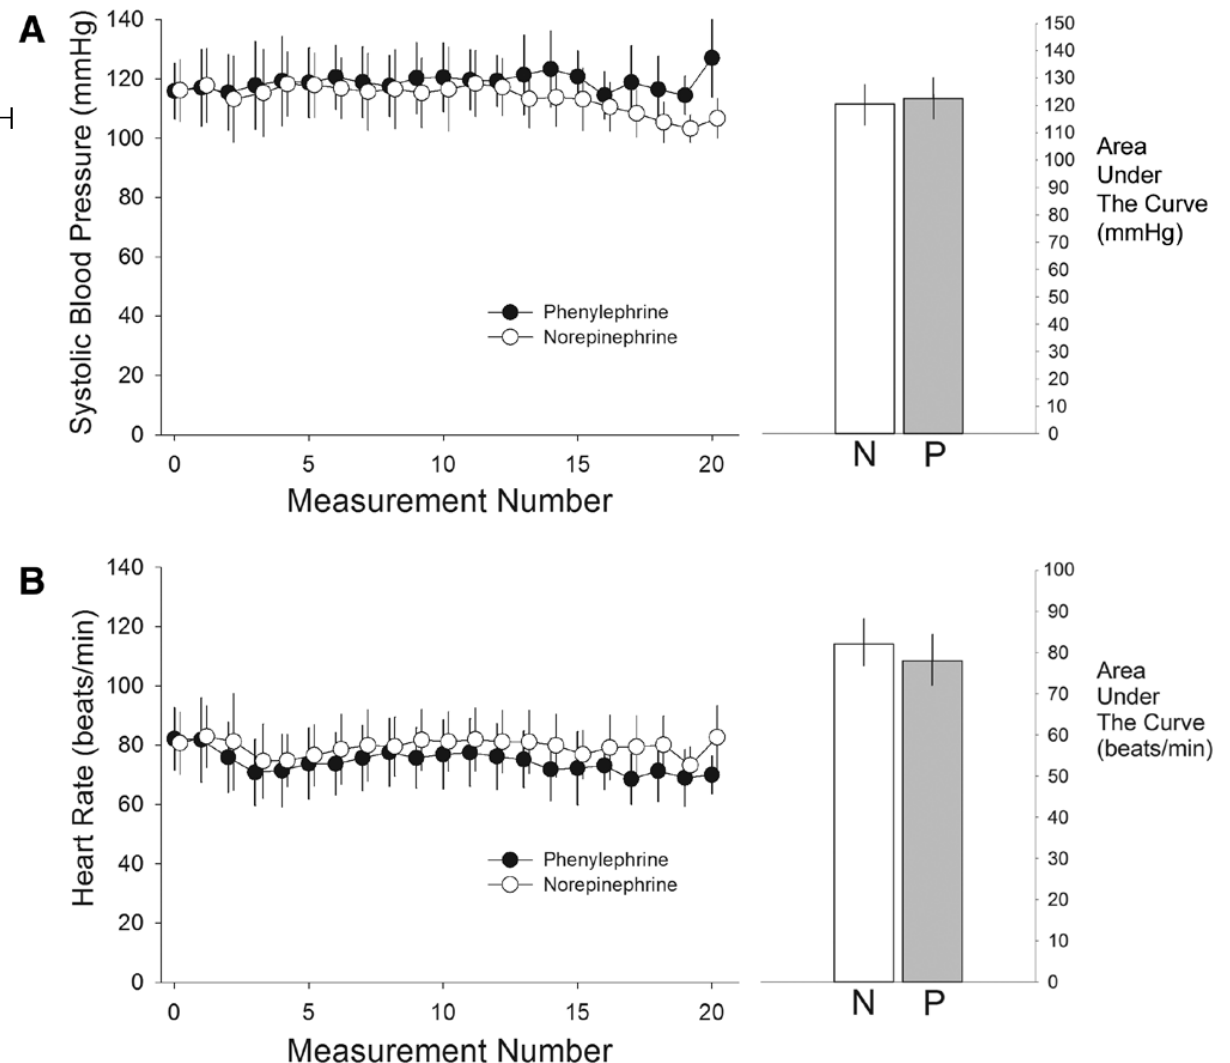 A
Systolic Blood Pressure (mmHg)
140
120
100
80
60
40
20
0
Phenylephrine
Norepinephrine
0 5 10 15 20
Measurement Number
150
140
130
120
110
100
90
80
70
60
50
40
30
20
10
0
N P
Area
Under
The Curve
(mmHg)
B
Heart Rate (beats/min)
140
120
100
80
60
40
20
0
Phenylephrine
Norepinephrine
0 5 10 15 20
Measurement Number
100
90
80
70
60
50
40
30
20
10
0
N P
Area
Under
The Curve
(beats/min)